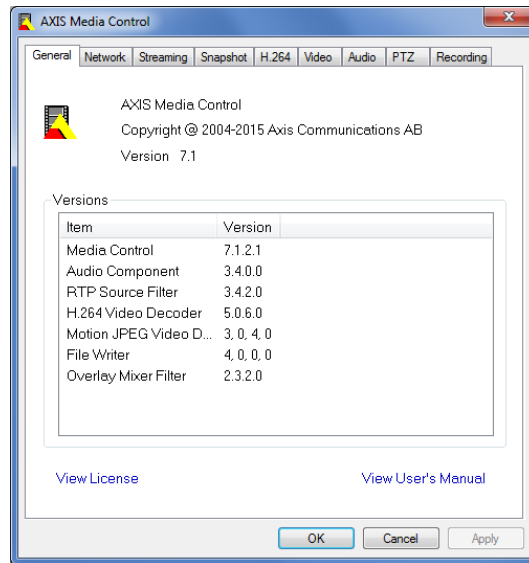 AXIS Media Control
General Network Streaming Snapshot H.264 Video Audio PTZ Recording
AXIS Media Control
Copyright @ 2004-2015 Axis Communications AB
Version 7.1
Versions
Item Version
Media Control 7.1.2.1
Audio Component 3.4.0.0
RTP Source Filter 3.4.2.0
H.264 Video Decoder 5.0.6.0
Motion JPEG Video D... 3, 0, 4, 0
File Writer 4, 0, 0, 0
Overlay Mixer Filter 2.3.2.0
View License View User's Manual
OK Cancel Apply